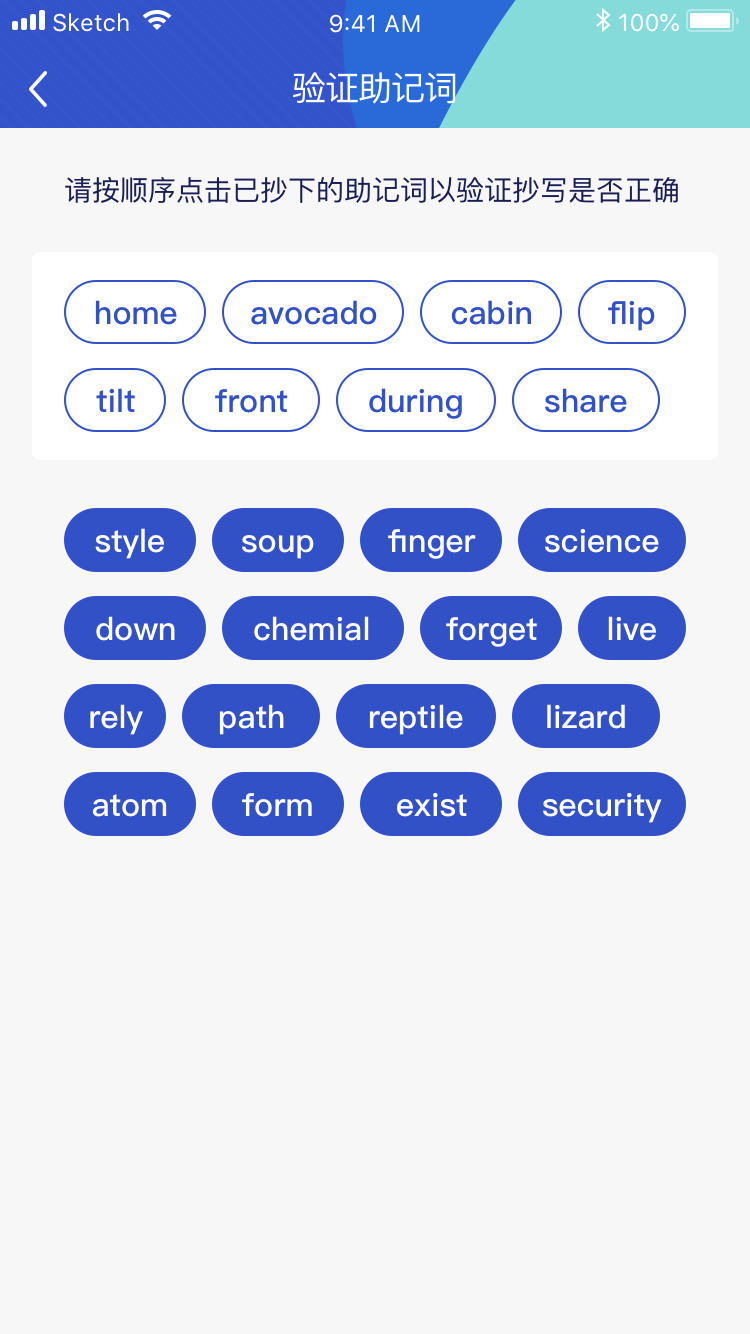 Sketch 9:41 AM 100%
验证助记词
请按顺序点击已抄下的助记词以验证抄写是否正确
home avocado cabin flip
tilt front during share
style soup finger science
down chemial forget live
rely path reptile lizard
atom form exist security